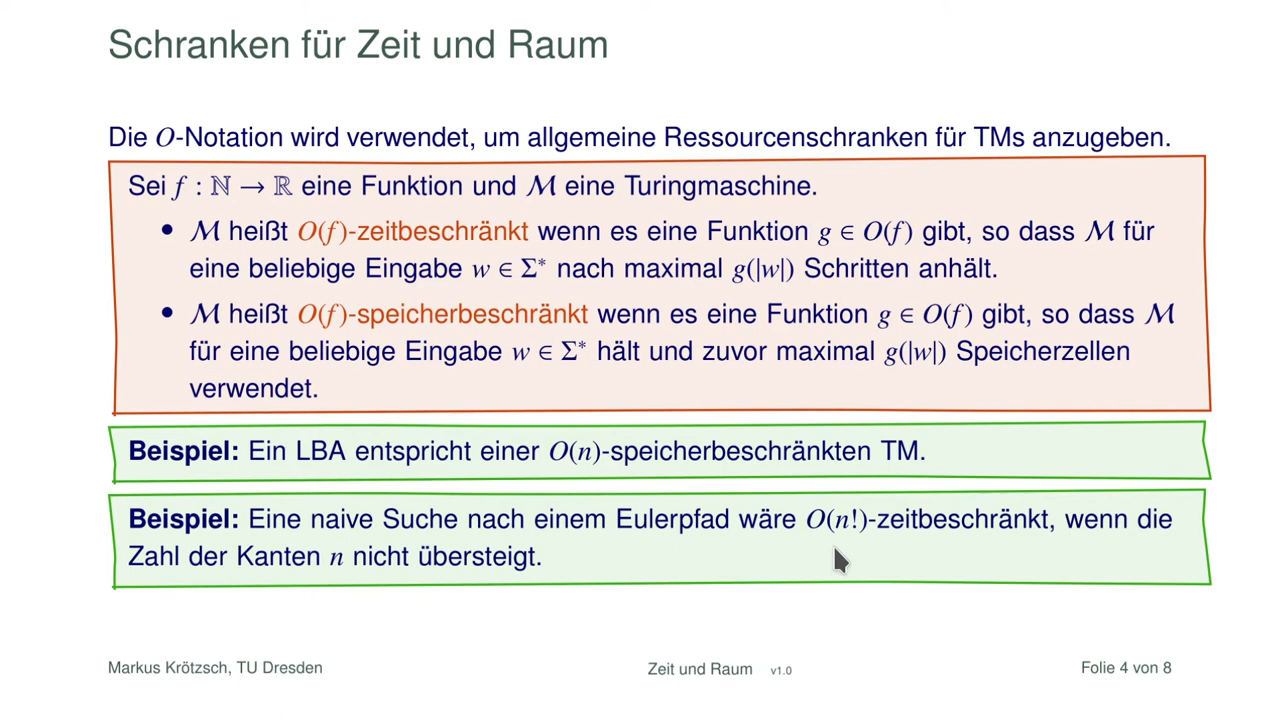 Schranken für Zeit und Raum
Die O-Notation wird verwendet, um allgemeine Ressourcenschranken für TMs anzugeben.
Sei f : ℕ → ℝ eine Funktion und ℳ eine Turingmaschine.
• ℳ heißt O(f)-zeitbeschränkt wenn es eine Funktion g ∈ O(f) gibt, so dass ℳ für
eine beliebige Eingabe w ∈ Σ* nach maximal g(|w|) Schritten anhält.
• ℳ heißt O(f)-speicherbeschränkt wenn es eine Funktion g ∈ O(f) gibt, so dass ℳ
für eine beliebige Eingabe w ∈ Σ* hält und zuvor maximal g(|w|) Speicherzellen
verwendet.
Beispiel: Ein LBA entspricht einer O(n)-speicherbeschränkten TM.
Beispiel: Eine naive Suche nach einem Eulerpfad wäre O(n!)-zeitbeschränkt, wenn die
Zahl der Kanten n nicht übersteigt.
Markus Krötzsch, TU Dresden Zeit und Raum v1.0 Folie 4 von 8